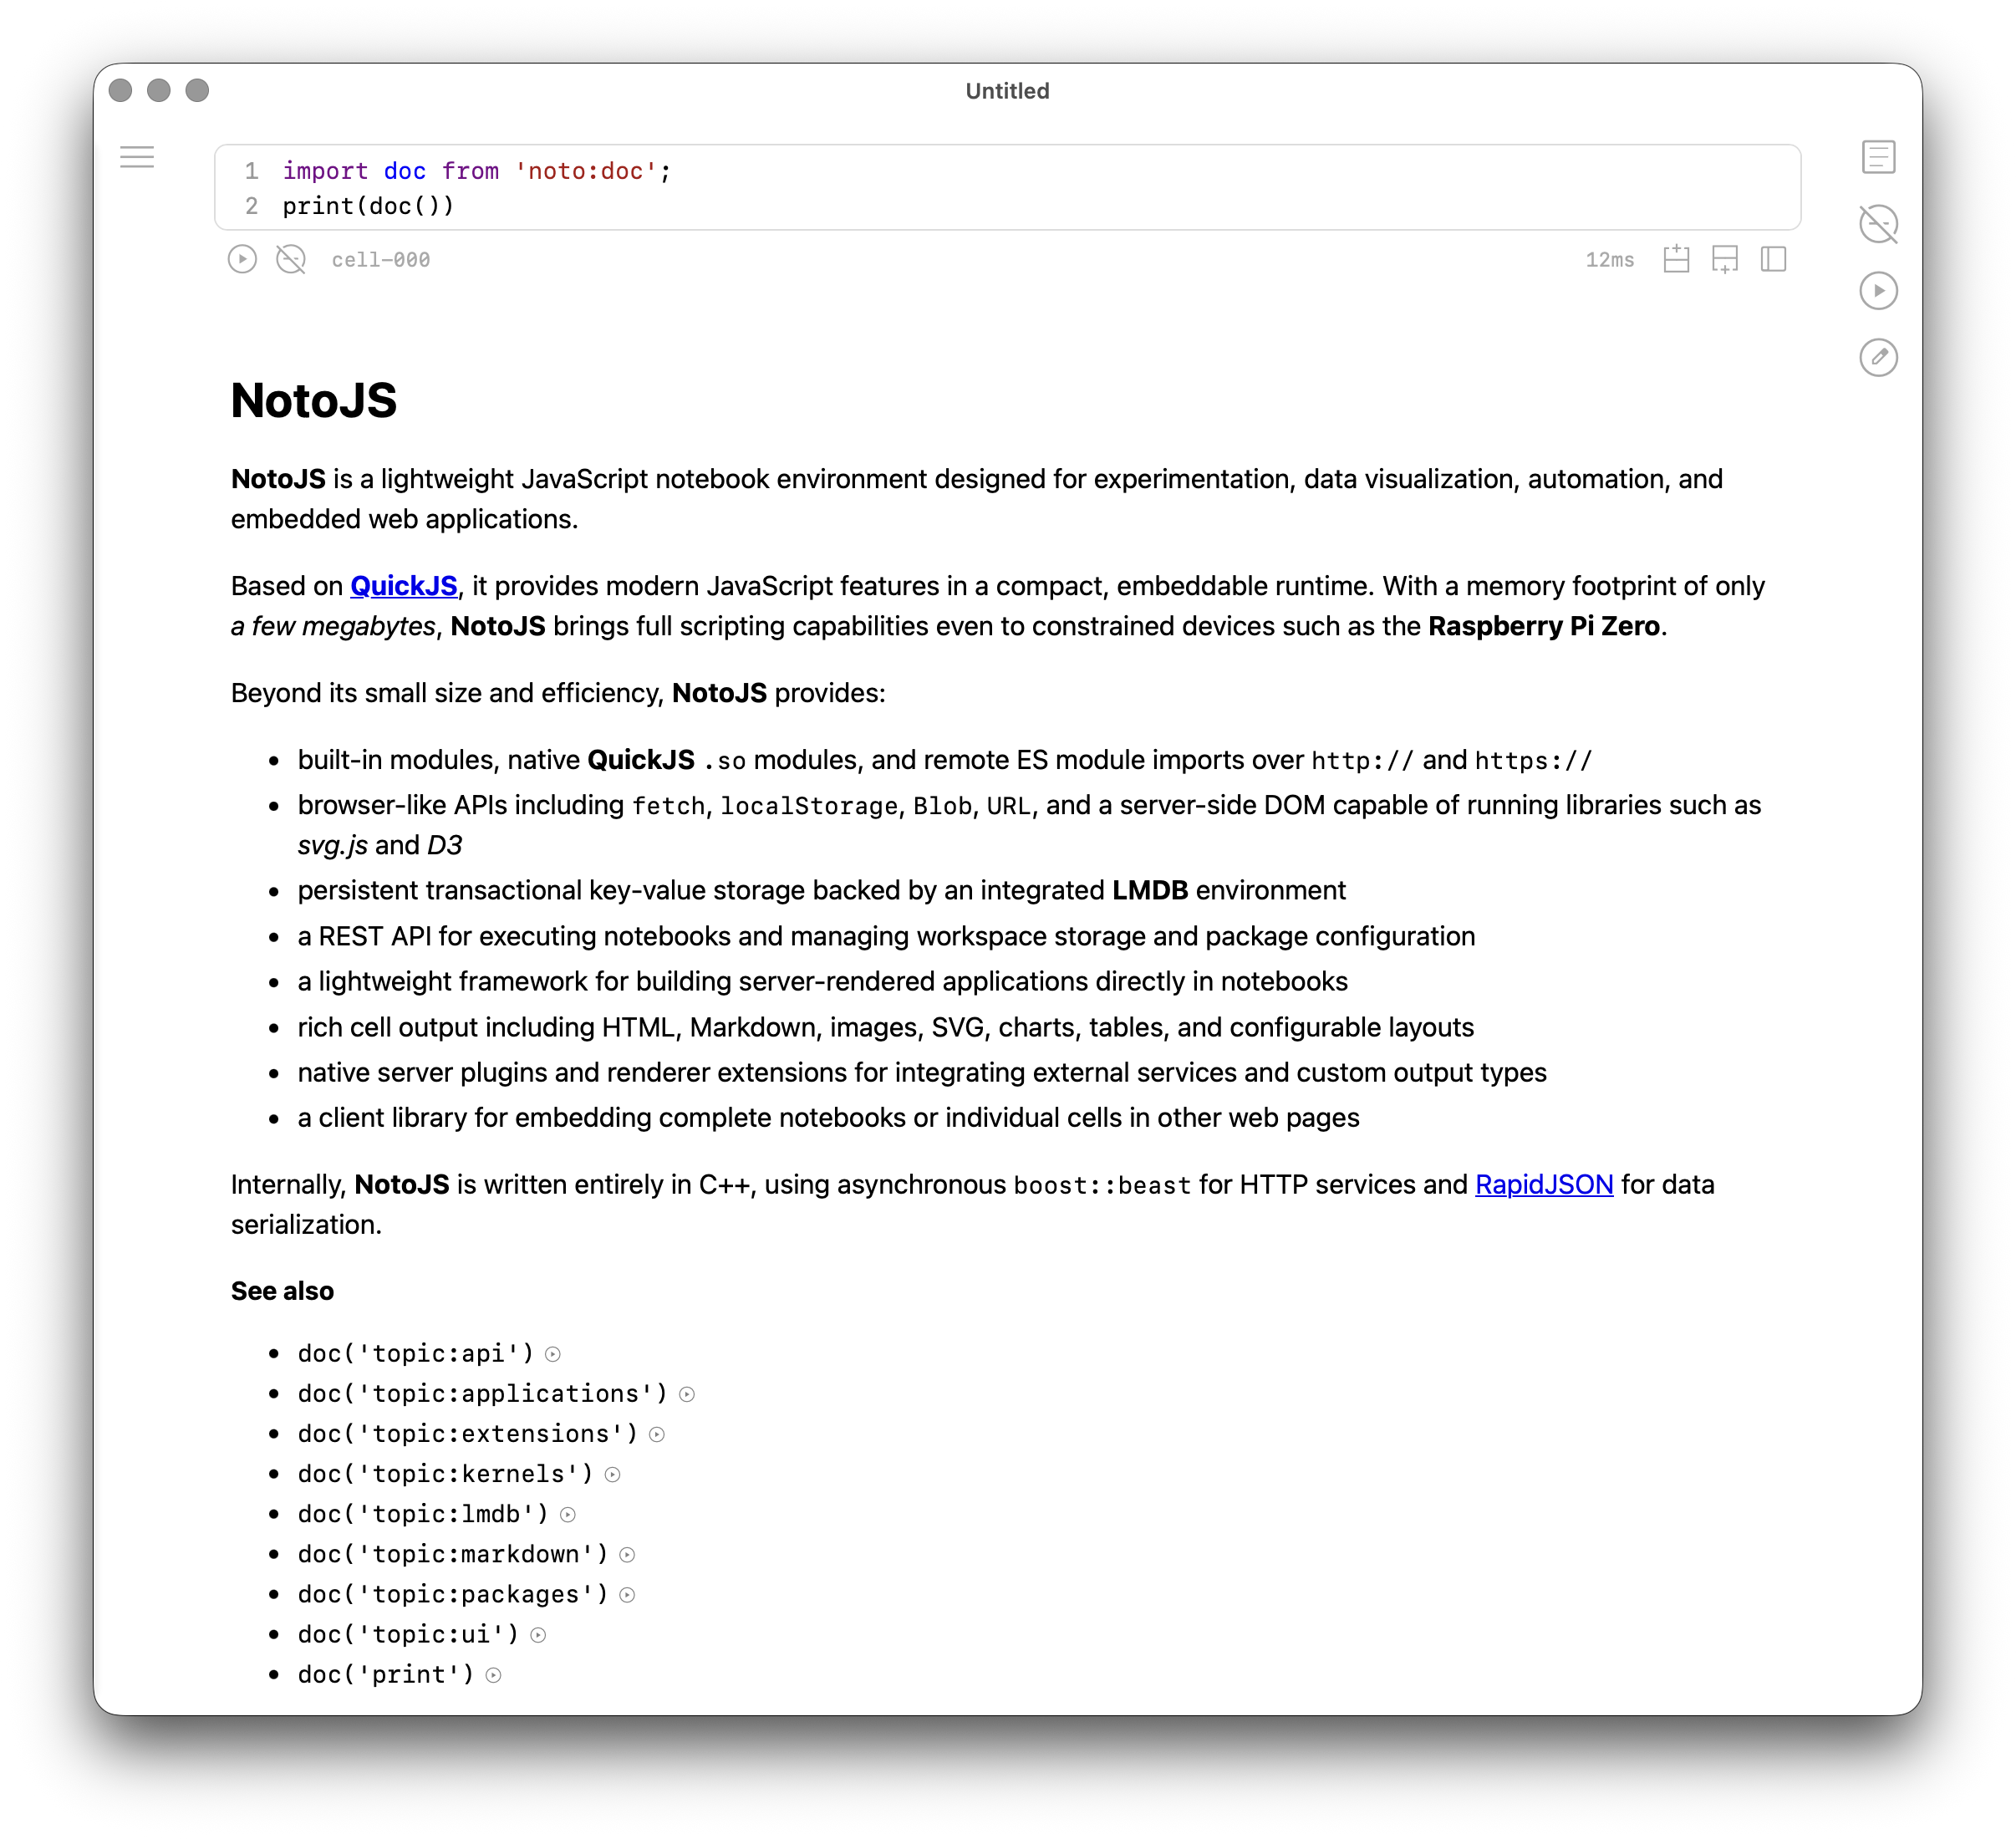 Untitled
1 import doc from 'noto:doc';
2 print(doc())
cell-000 12ms
NotoJS
NotoJS is a lightweight JavaScript notebook environment designed for experimentation, data visualization, automation, and
embedded web applications.
Based on QuickJS, it provides modern JavaScript features in a compact, embeddable runtime. With a memory footprint of only
a few megabytes, NotoJS brings full scripting capabilities even to constrained devices such as the Raspberry Pi Zero.
Beyond its small size and efficiency, NotoJS provides:
• built-in modules, native QuickJS .so modules, and remote ES module imports over http:// and https://
• browser-like APIs including fetch, localStorage, Blob, URL, and a server-side DOM capable of running libraries such as
svg.js and D3
• persistent transactional key-value storage backed by an integrated LMDB environment
• a REST API for executing notebooks and managing workspace storage and package configuration
• a lightweight framework for building server-rendered applications directly in notebooks
• rich cell output including HTML, Markdown, images, SVG, charts, tables, and configurable layouts
• native server plugins and renderer extensions for integrating external services and custom output types
• a client library for embedding complete notebooks or individual cells in other web pages
Internally, NotoJS is written entirely in C++, using asynchronous boost::beast for HTTP services and RapidJSON for data
serialization.
See also
• doc('topic:api')
• doc('topic:applications')
• doc('topic:extensions')
• doc('topic:kernels')
• doc('topic:lmdb')
• doc('topic:markdown')
• doc('topic:packages')
• doc('topic:ui')
• doc('print')